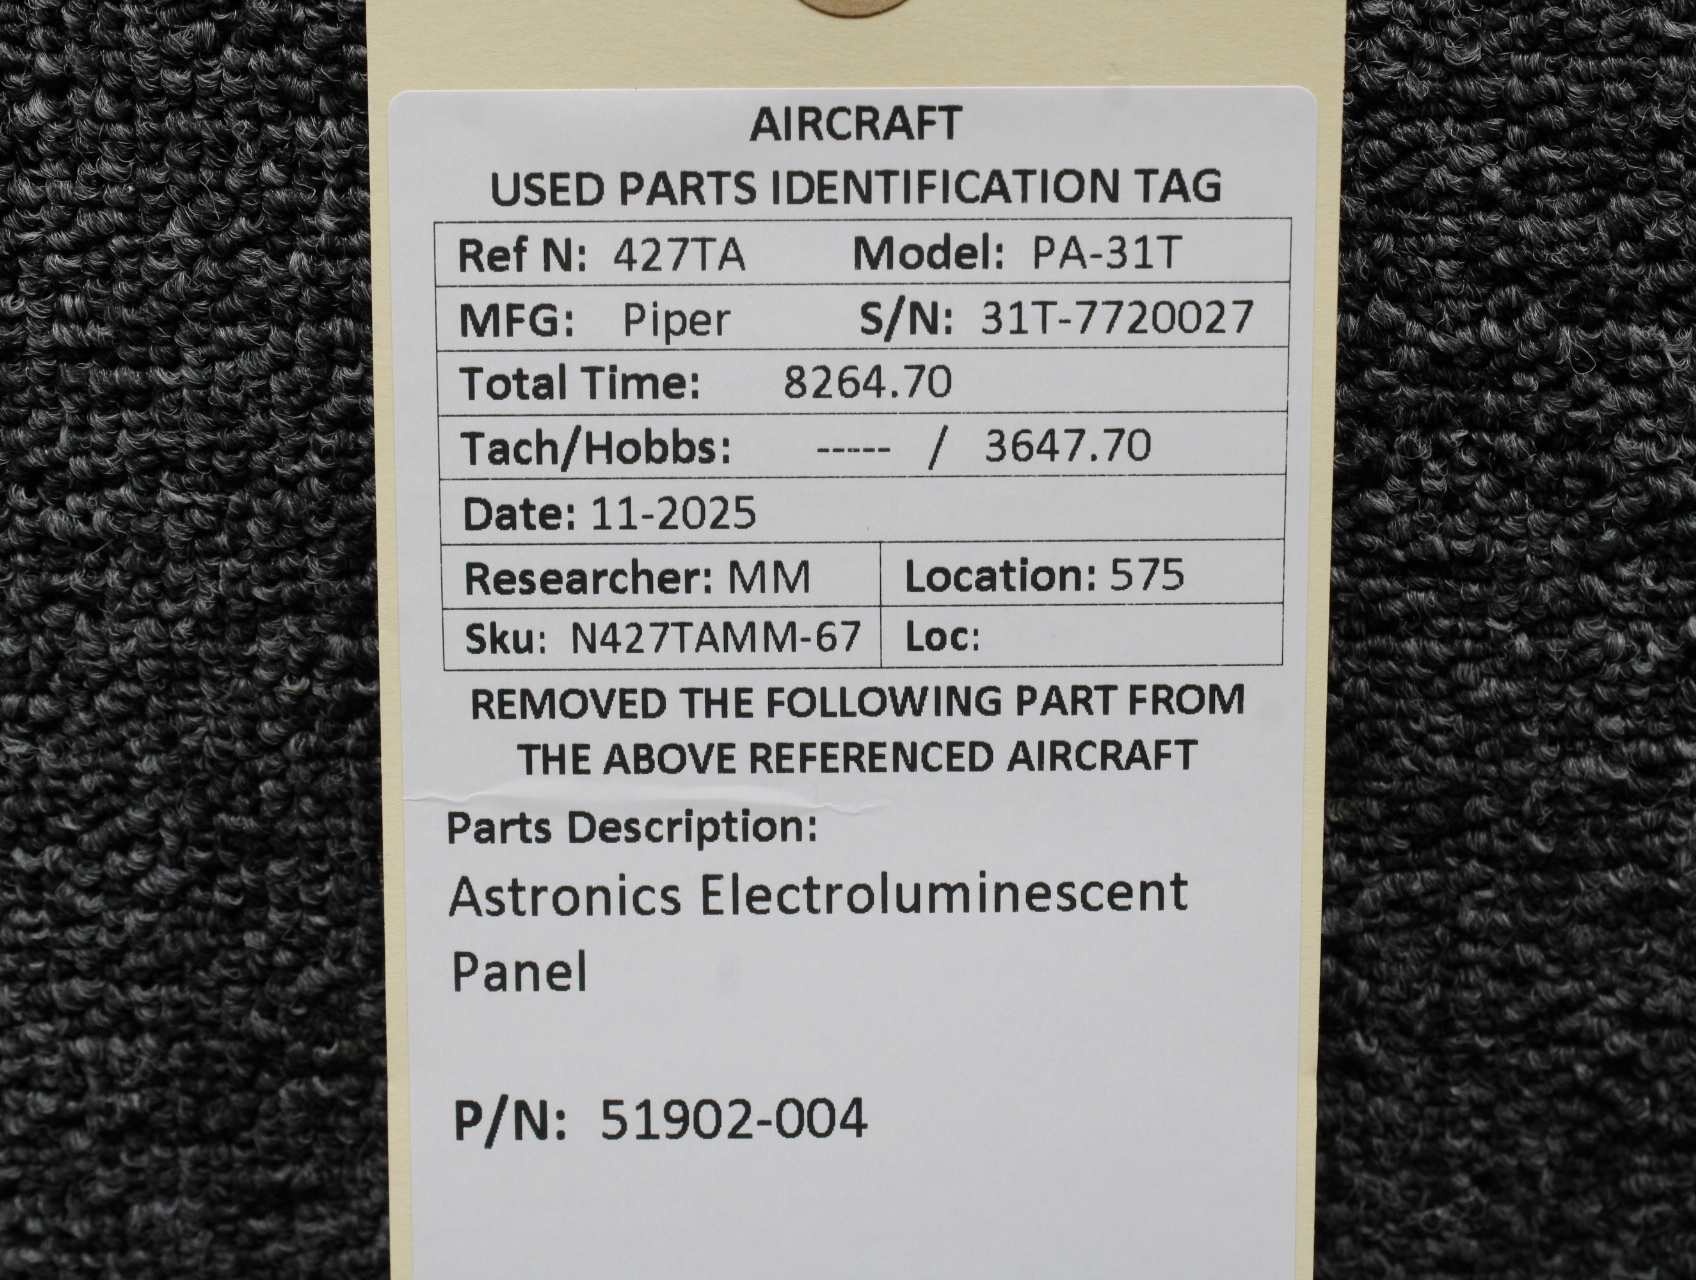 AIRCRAFT
USED PARTS IDENTIFICATION TAG
Ref N: 427TA Model: PA-31T
MFG: Piper S/N: 31T-7720027
Total Time: 8264.70
Tach/Hobbs: ----- / 3647.70
Date: 11-2025
Researcher: MM Location: 575
Sku: N427TAMM-67 Loc:
REMOVED THE FOLLOWING PART FROM
THE ABOVE REFERENCED AIRCRAFT
Parts Description:
Astronics Electroluminescent
Panel
P/N: 51902-004